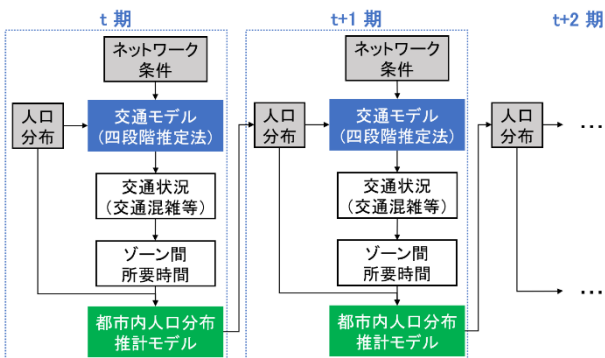 t 期
ネットワーク
条件
人口
分布
交通モデル
(四段階推定法)
交通状況
(交通混雑等)
ゾーン間
所要時間
都市内人口分布
推計モデル
t+1 期
ネットワーク
条件
人口
分布
交通モデル
(四段階推定法)
交通状況
(交通混雑等)
ゾーン間
所要時間
都市内人口分布
推計モデル
t+2 期
人口
分布
…
…